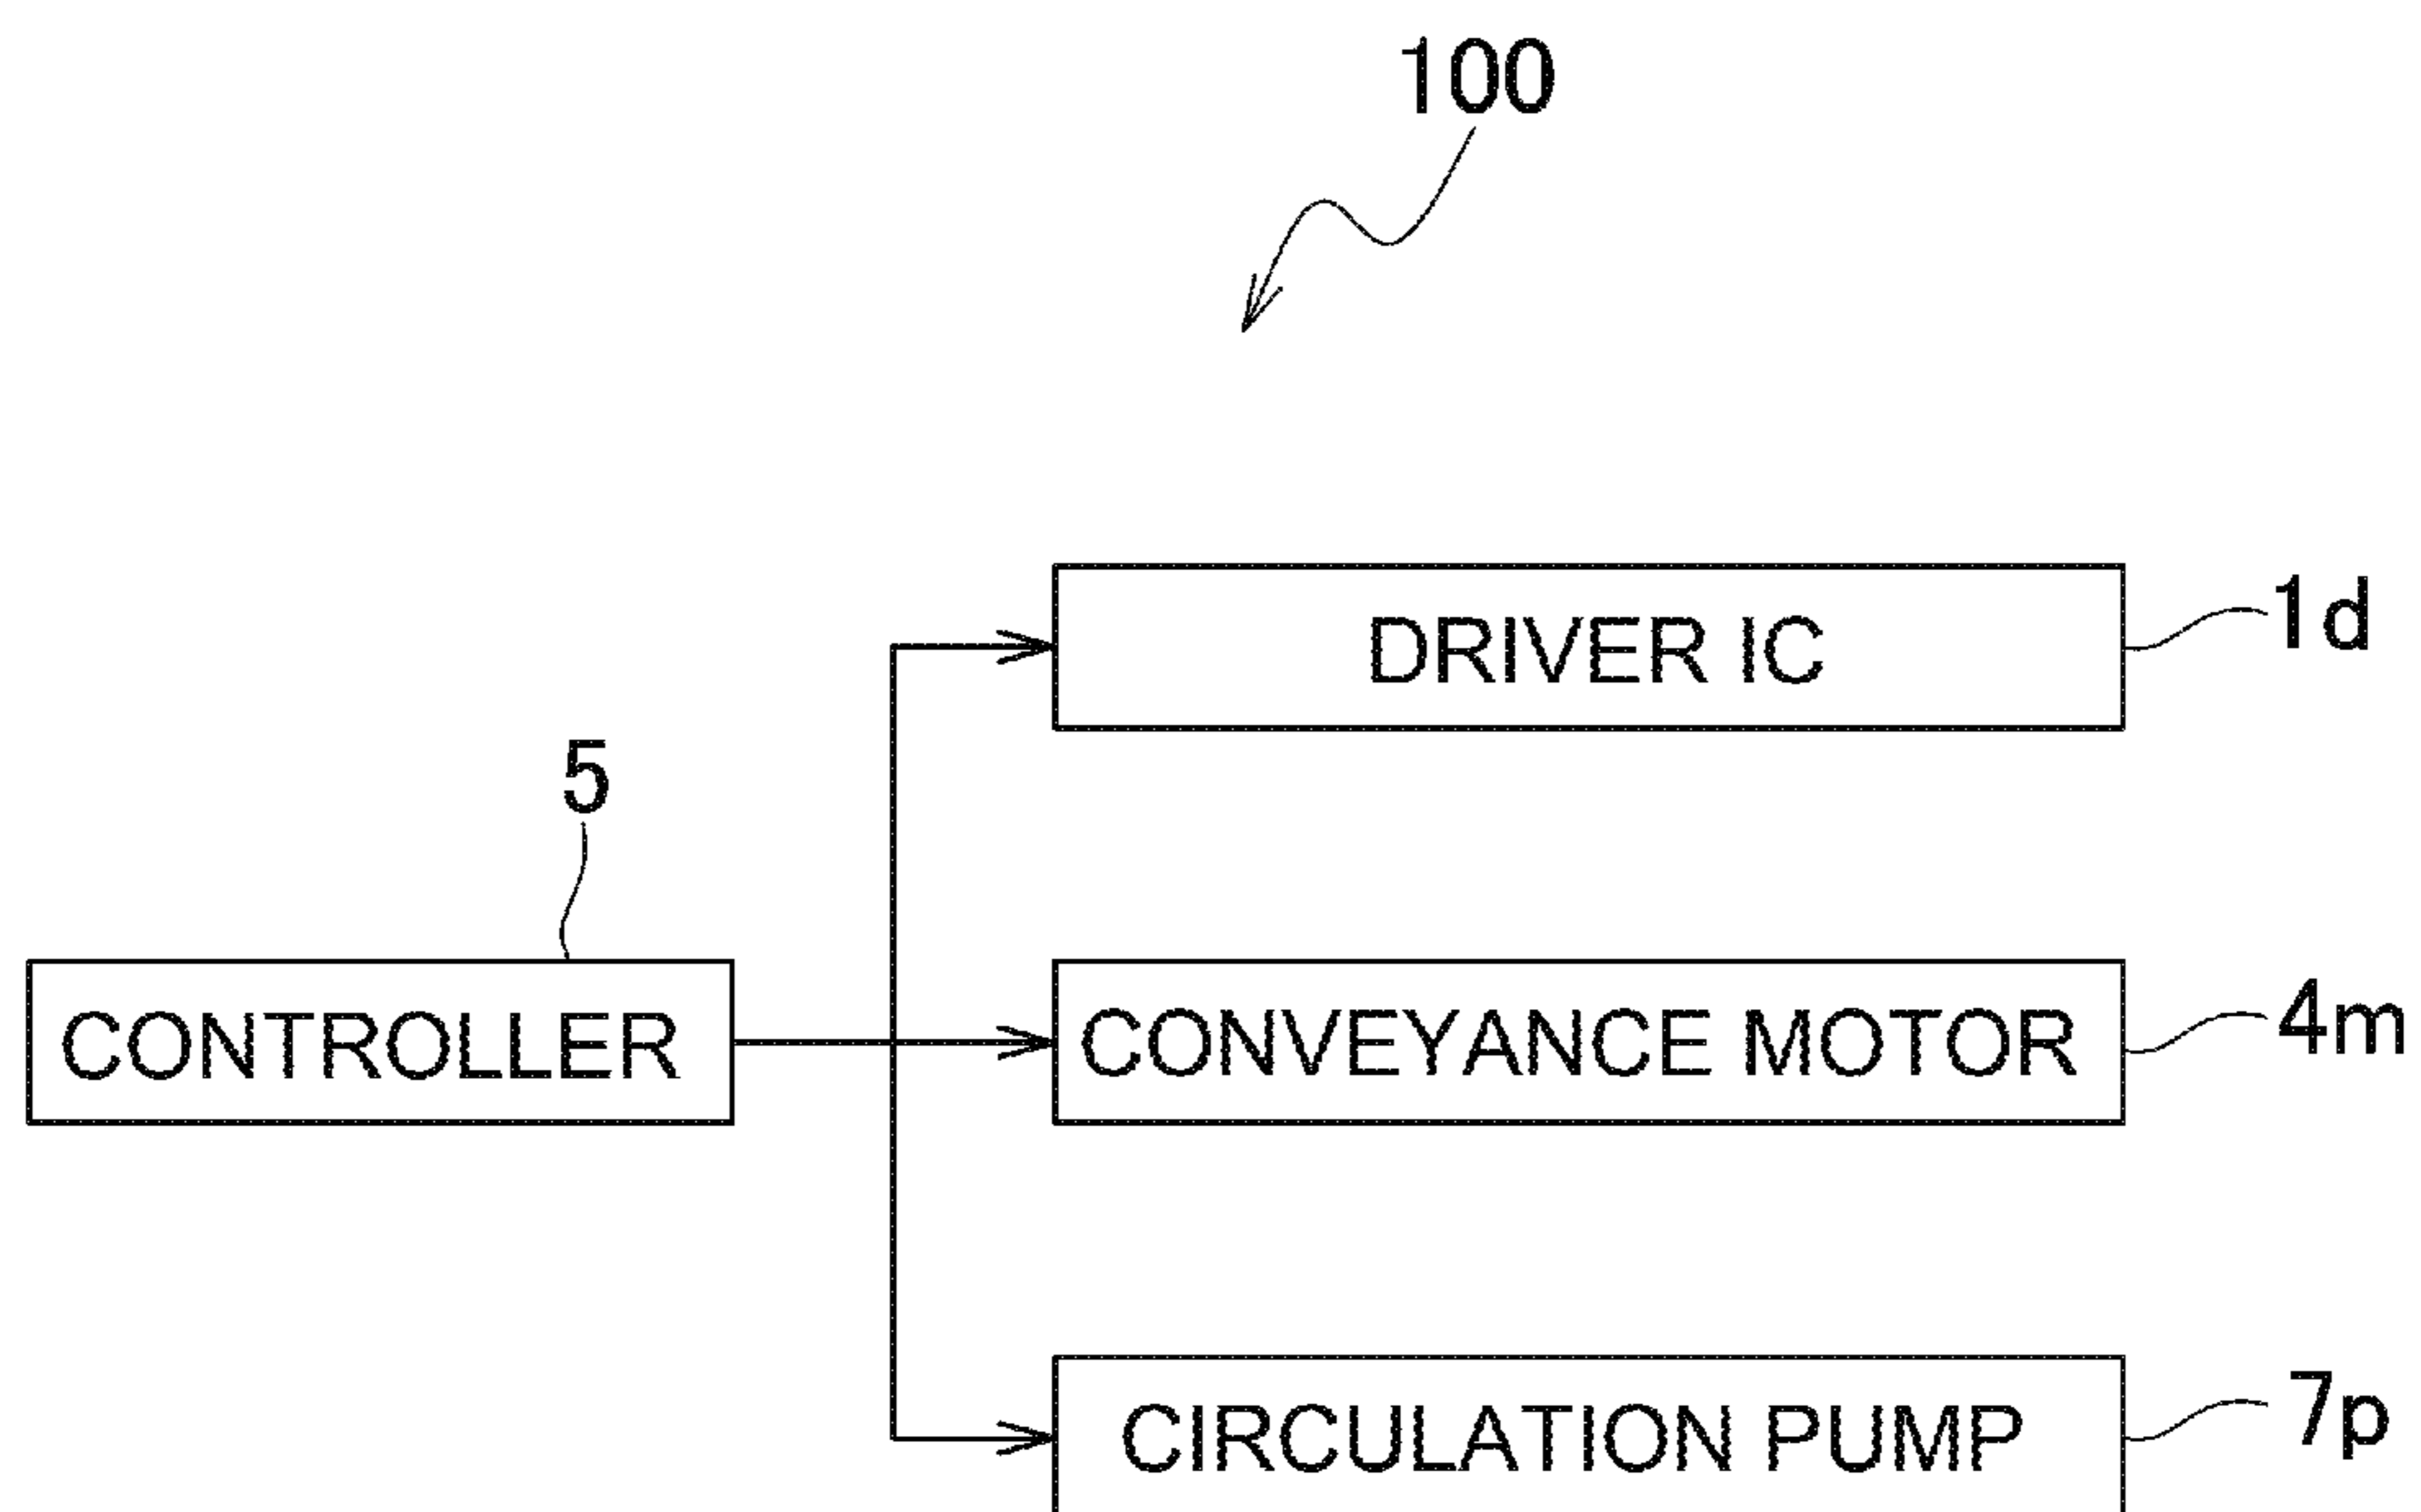 100
DRIVER IC
1d
5
CONTROLLER
CONVEYANCE MOTOR
4m
CIRCULATION PUMP
7p